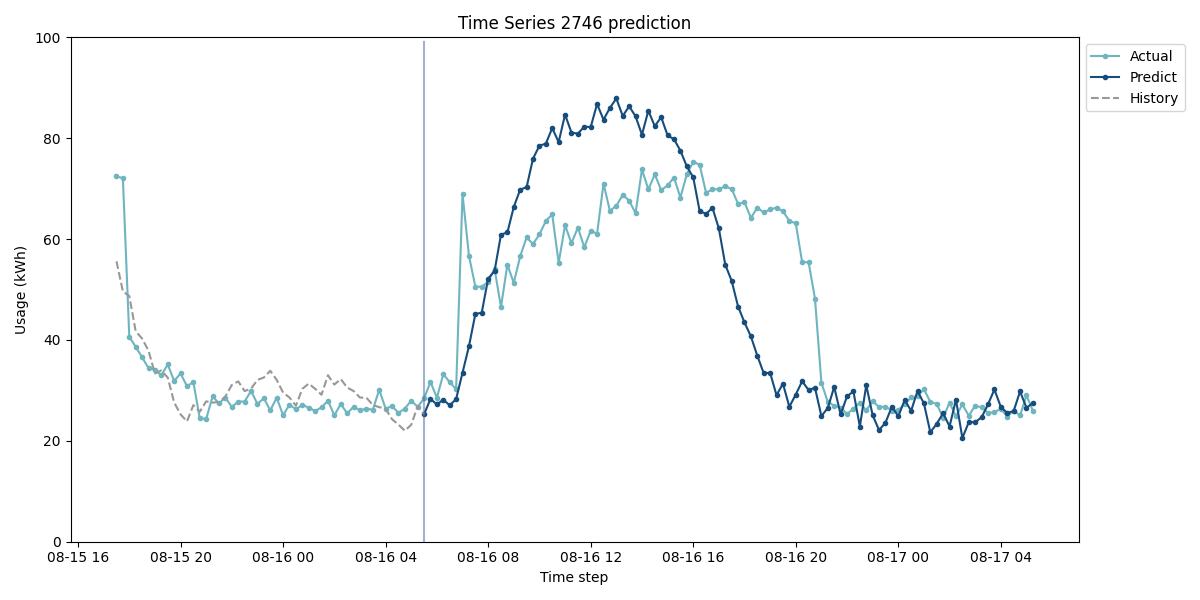 Time Series 2746 prediction
Actual
Predict
History
Usage (kWh)
100
80
60
40
20
0
08-15 16
08-15 20
08-16 00
08-16 04
08-16 08
08-16 12
08-16 16
08-16 20
08-17 00
08-17 04
Time step